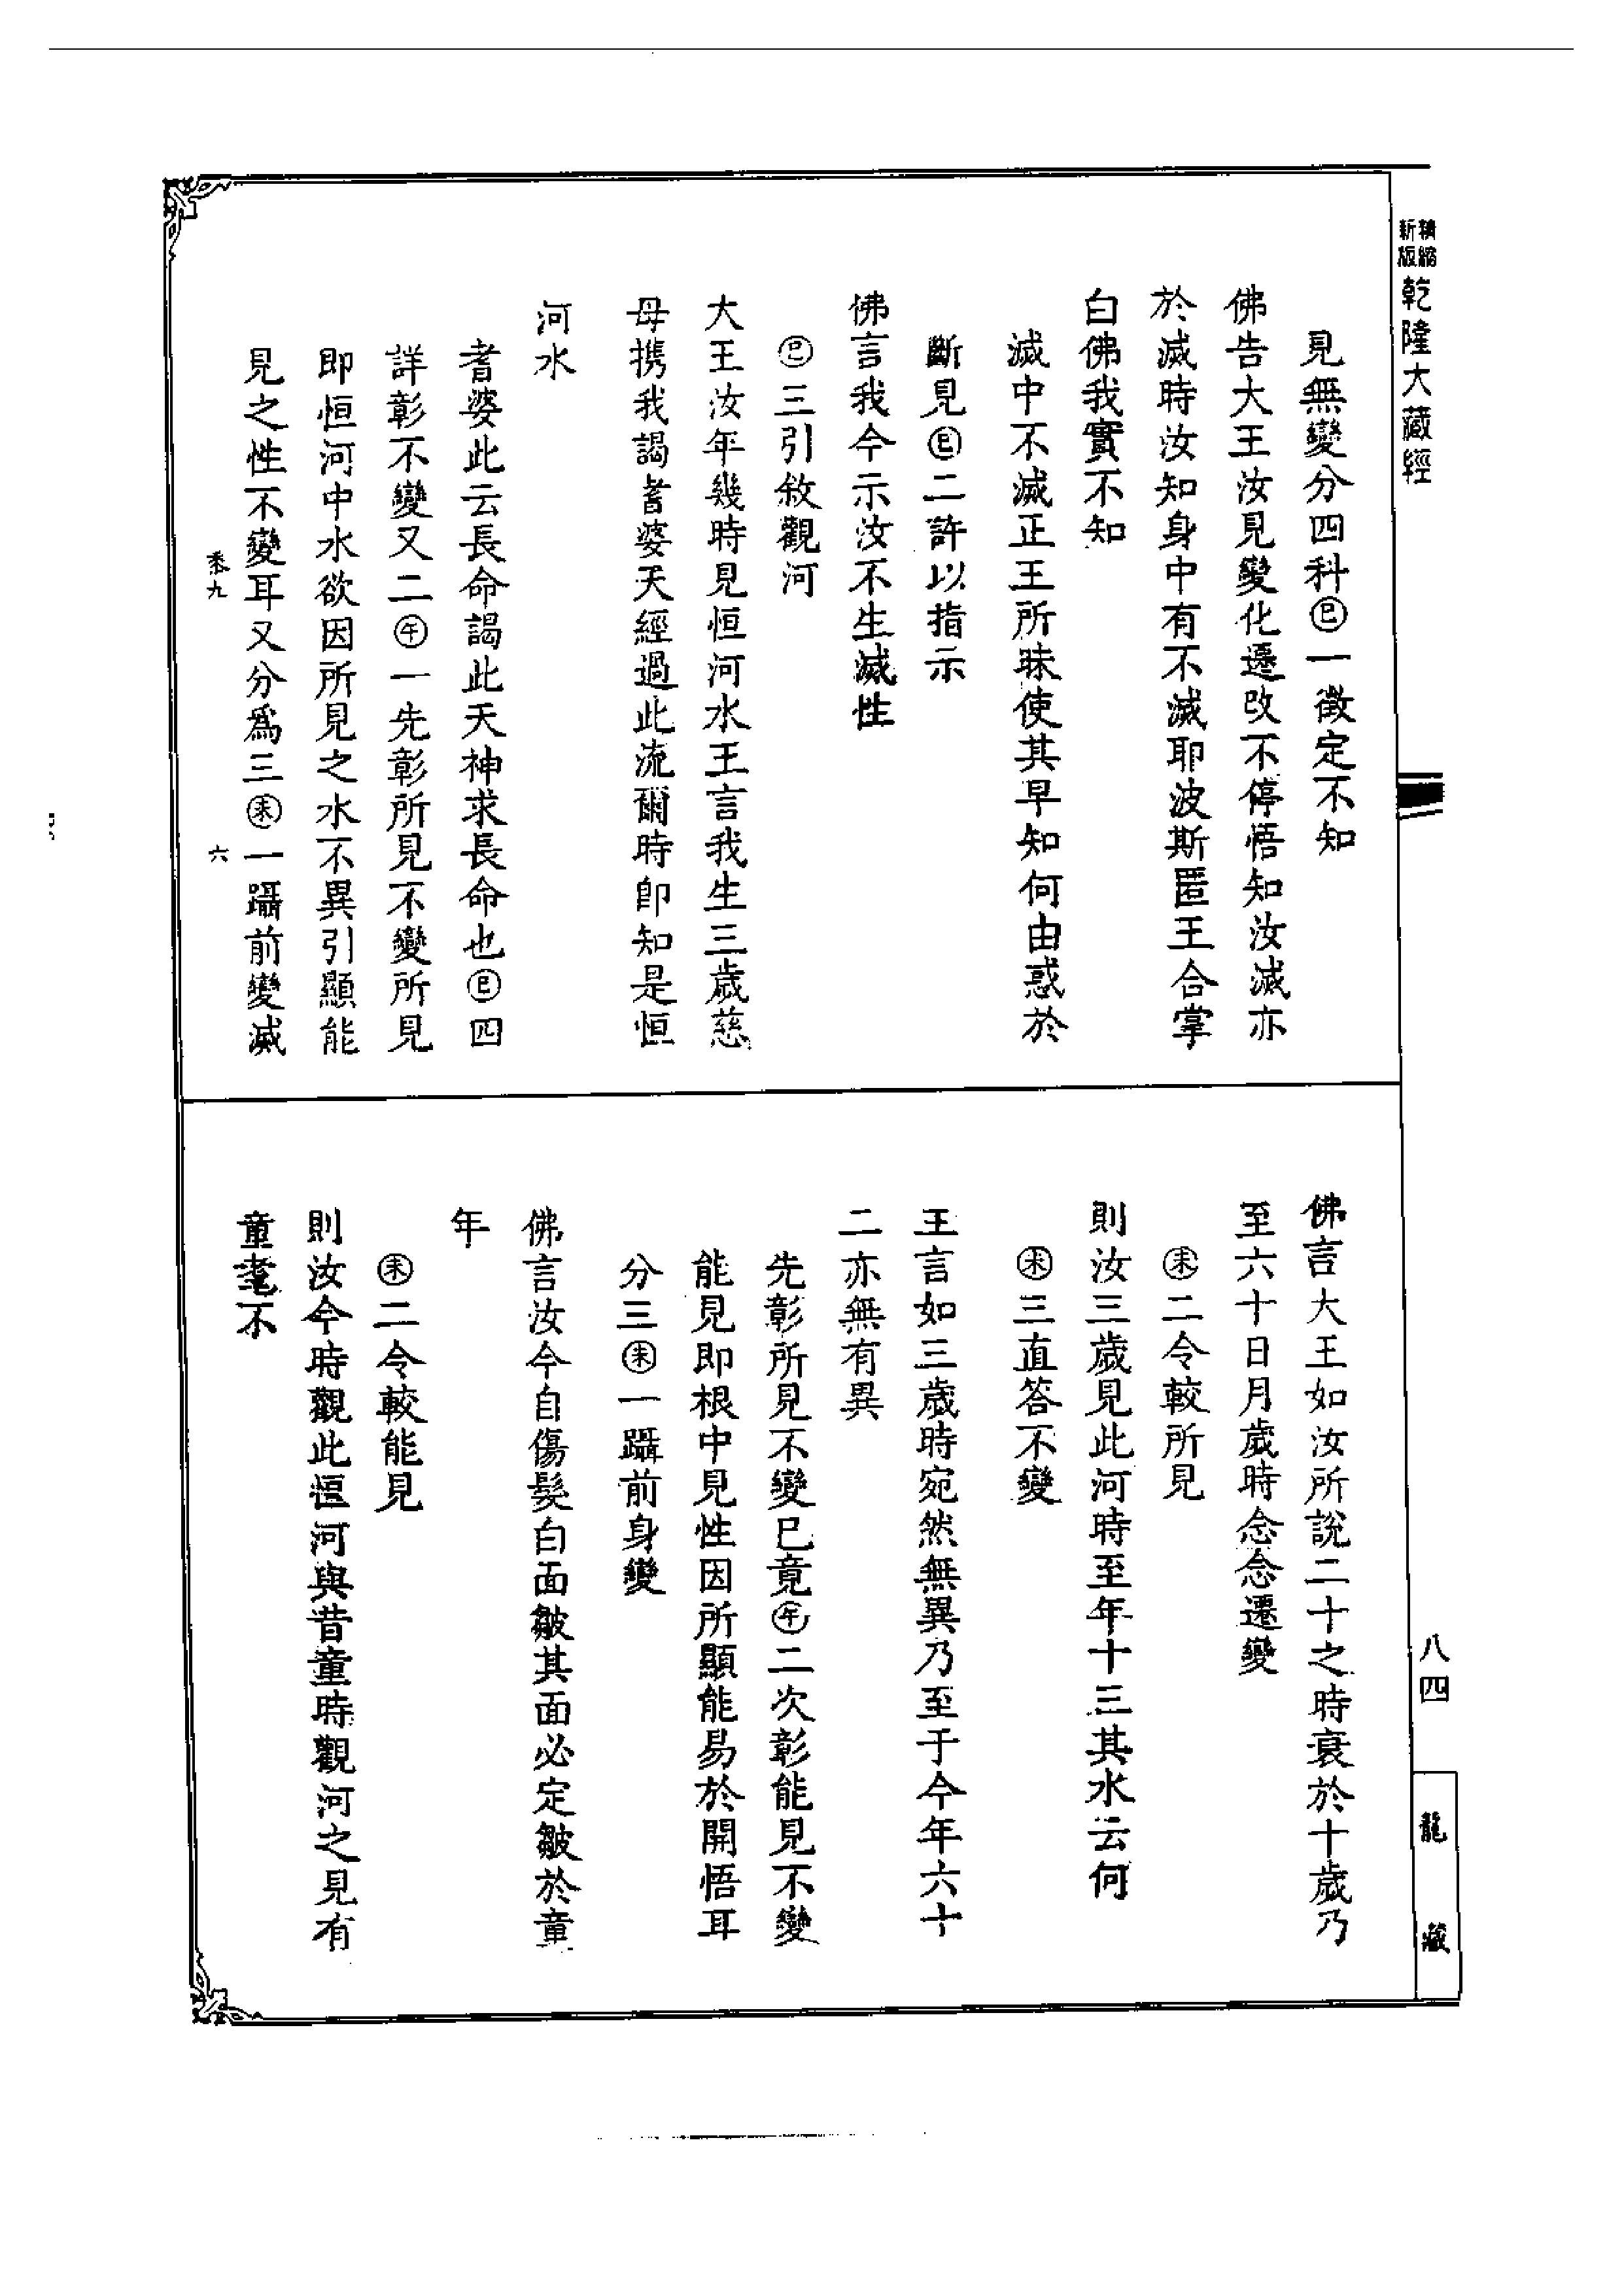 精縮
新版
乾隆大藏經
見無變分四科㊁一徵定不知
佛告大王汝見變化遷改不停悟知汝滅亦
於滅時汝知身中有不滅耶波斯匿王合掌
白佛我實不知
滅中不滅正王所昧使其早知何由惑於
斷見巳二許以指示
佛言我今示汝不生滅性
巳三引敘觀河
大王汝年幾時見恒河水王言我生三歲慈
母携我謁耆婆天經過此流爾時即知是恒
河水
耆婆此云長命謁此天神求長命也巳四
詳彰不變又二午一先彰所見不變所見
即恒河中水欲因所見之水不異引顯能
見之性不變耳又分為三未一躡前變滅
九
六
佛言大王如汝所說二十之時衰於十歲乃
至六十日月歲時念念遷變
未二令較所見
則汝三歲見此河時至年十三其水云何
未三直答不變
王言如三歲時宛然無異乃至于今年六十
二亦無有異
先彰所見不變巳竟午二次彰能見不變
能見即根中見性因所顯能易於開悟耳
分三未一躡前身變
佛言汝今自傷髮白面皺其面必定皺於童
年
未二令較能見
則汝今時觀此恒河與昔童時觀河之見有
童耄不
八四
龍藏